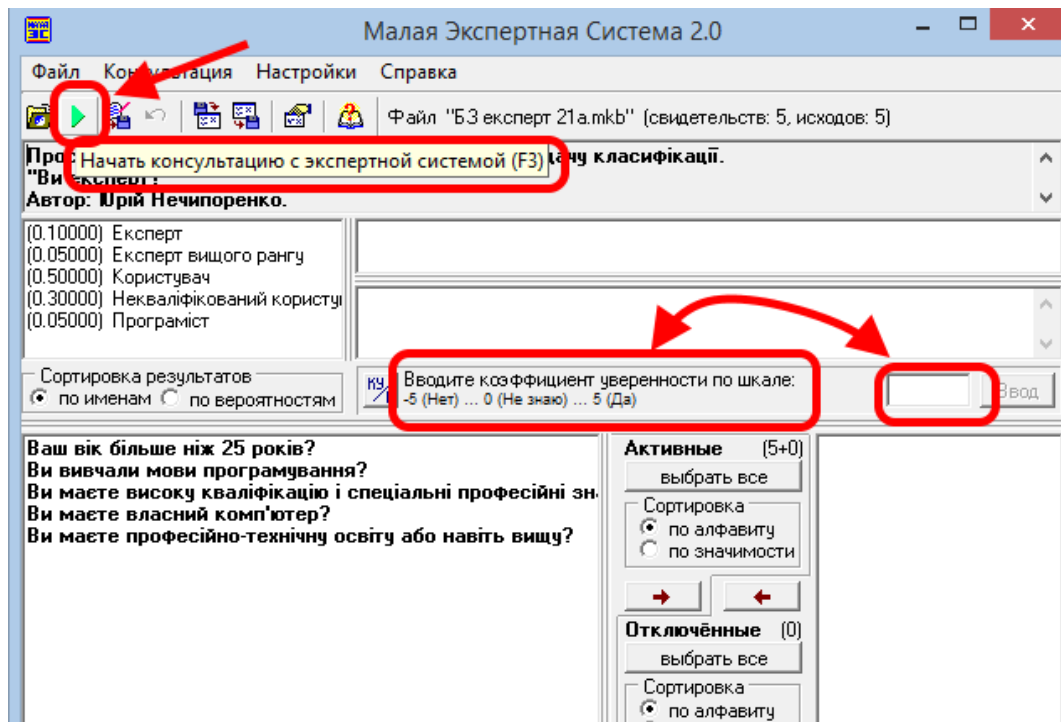 Малая Экспертная Система 2.0
Файл Консультация Настройки Справка
Файл "БЗ експерт 21a.mkb" (свидетельств: 5, исходов: 5)
Начать консультацию с экспертной системой (F3)
класифікації.
"Ви експерт?"
Автор: Юрій Нечипоренко.
(0.10000) Експерт
(0.05000) Експерт вищого рангу
(0.50000) Користувач
(0.30000) Некваліфікований користу
(0.05000) Програміст
Сортировка результатов
по именам по вероятностям
КУ
Вводите коэффициент уверенности по шкале:
-5 (Нет) ... 0 (Не знаю) ... 5 (Да)
Ввод
Ваш вік більше ніж 25 років?
Ви вивчали мови програмування?
Ви маєте високу кваліфікацію і спеціальні професійні зн
Ви маєте власний комп'ютер?
Ви маєте професійно-технічну освіту або навіть вищу?
Активные (5+0)
выбрать все
Сортировка
по алфавиту
по значимости
Отключённые (0)
выбрать все
Сортировка
по алфавиту